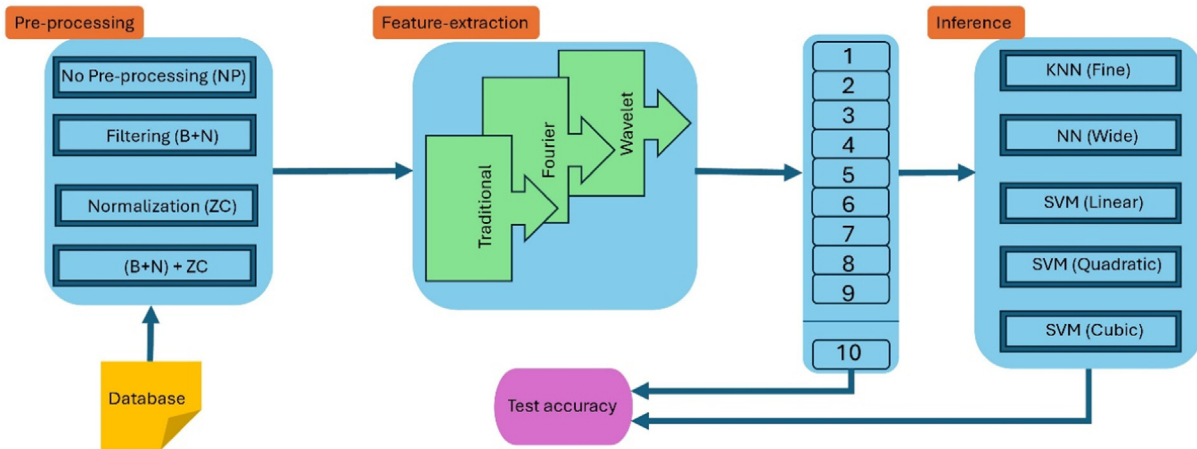 Pre-processing
No Pre-processing (NP)
Filtering (B+N)
Normalization (ZC)
(B+N) + ZC
Database
Feature-extraction
Traditional
Fourier
Wavelet
1
2
3
4
5
6
7
8
9
10
Inference
KNN (Fine)
NN (Wide)
SVM (Linear)
SVM (Quadratic)
SVM (Cubic)
Test accuracy